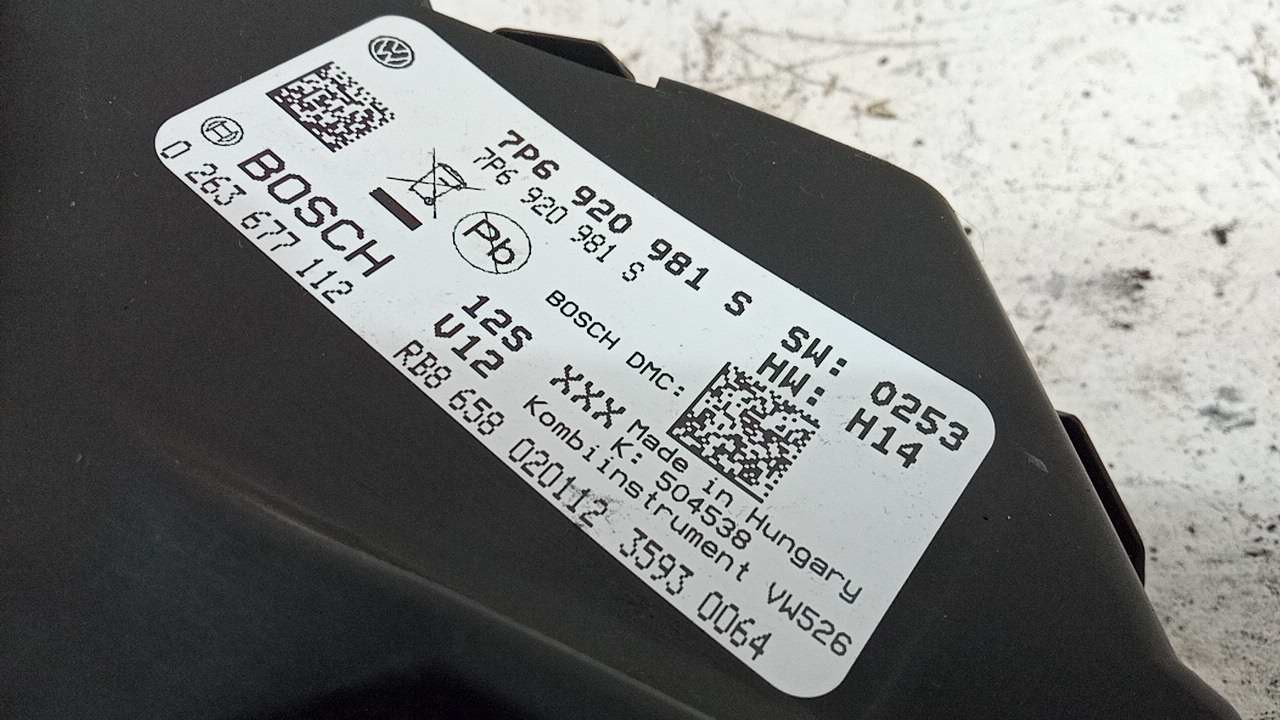 7P6 920 981 S SW: 0253
7P6 920 981 S HW: H14
BOSCH
0 263 677 112
Pb
BOSCH DMC:
12S XXX
V12
Made in Hungary
K: 504538
Kombiinstrument VW526
RB8 658 020112 3593 0064